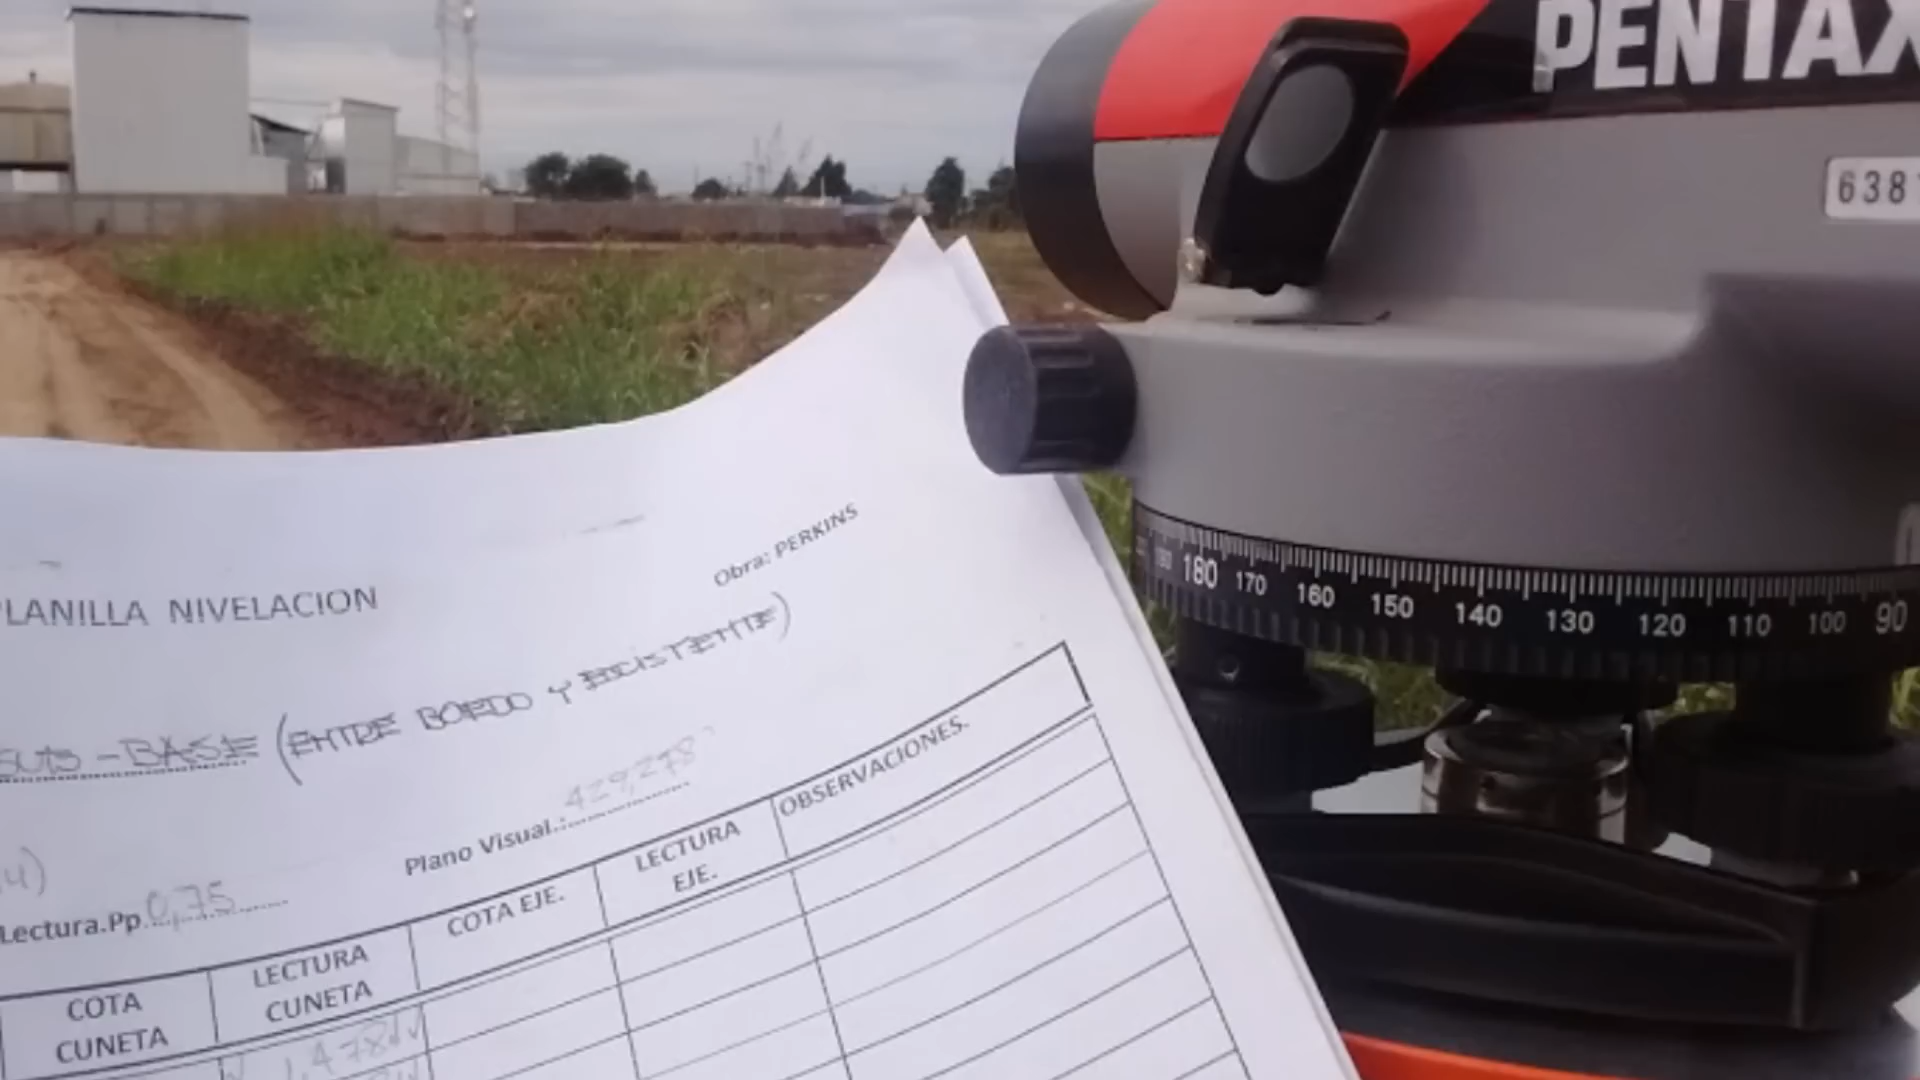 PENTAX
638
180 170 160 150 140 130 120 110 100 90
PLANILLA NIVELACION
Obra: PERKINS
SUB-BASE (ENTRE BORDO Y EXISTENTE)
Plano Visual.: 429,278
Lectura.Pp 0,75
COTA CUNETA
LECTURA CUNETA
COTA EJE.
LECTURA EJE.
OBSERVACIONES.
1,478